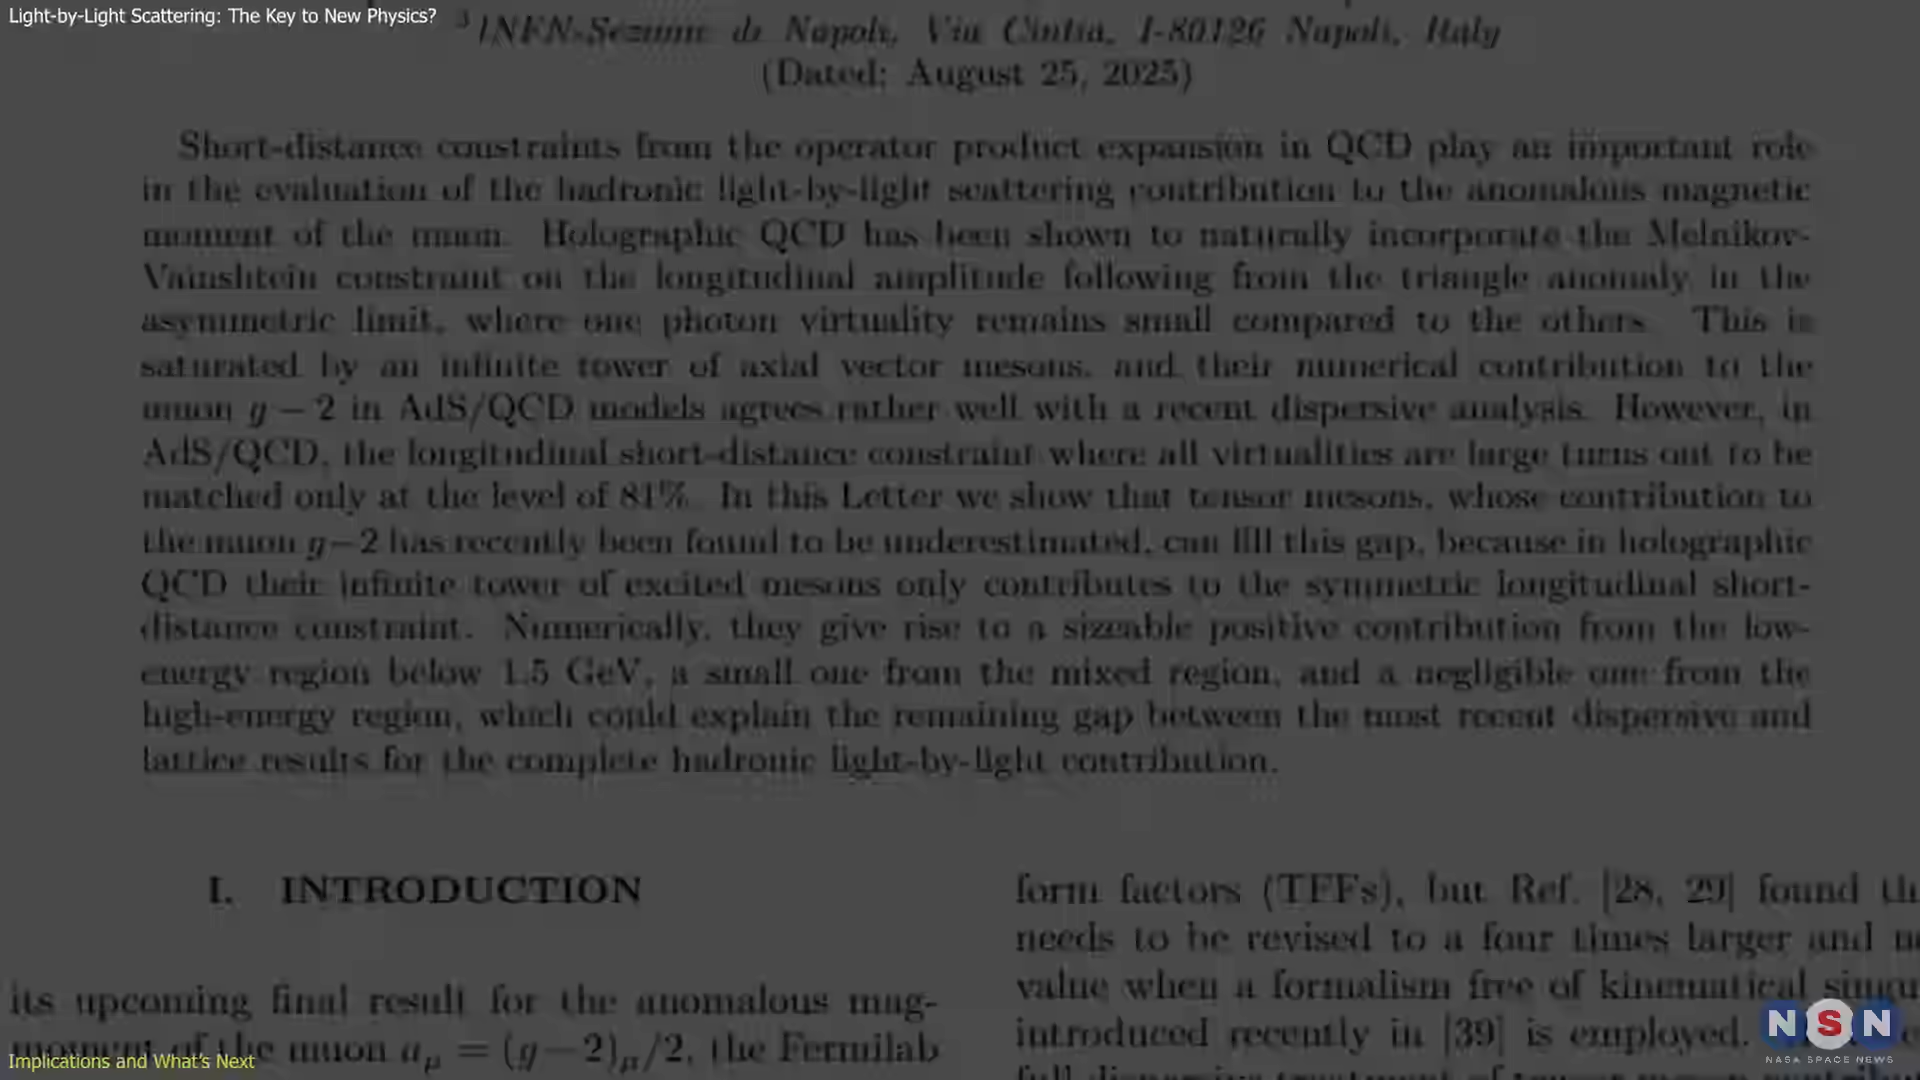 Light-by-Light Scattering: The Key to New Physics?
3 INFN-Sezione di Napoli, Via Cintia, I-80126 Napoli, Italy
(Dated: August 25, 2025)
Short-distance constraints from the operator product expansion in QCD play an important role
in the evaluation of the hadronic light-by-light scattering contribution to the anomalous magnetic
moment of the muon. Holographic QCD has been shown to naturally incorporate the Melnikov-
Vainshtein constraint on the longitudinal amplitude following from the triangle anomaly in the
asymmetric limit, where one photon virtuality remains small compared to the others. This is
saturated by an infinite tower of axial vector mesons, and their numerical contribution to the
muon g − 2 in AdS/QCD models agrees rather well with a recent dispersive analysis. However, in
AdS/QCD, the longitudinal short-distance constraint where all virtualities are large turns out to be
matched only at the level of 81%. In this Letter we show that tensor mesons, whose contribution to
the muon g−2 has recently been found to be underestimated, can fill this gap, because in holographic
QCD their infinite tower of excited mesons only contributes to the symmetric longitudinal short-
distance constraint. Numerically, they give rise to a sizeable positive contribution from the low-
energy region below 1.5 GeV, a small one from the mixed region, and a negligible one from the
high-energy region, which could explain the remaining gap between the most recent dispersive and
lattice results for the complete hadronic light-by-light contribution.
I. INTRODUCTION
its upcoming final result for the anomalous mag-
moment of the muon aμ = (g−2)μ/2, the Fermilab
form factors (TFFs), but Ref. [28, 29] found
needs to be revised to a four times larger and
value when a formalism free of kinematical
introduced recently in [39] is employed.
Implications and What's Next
NSN
NASA SPACE NEWS